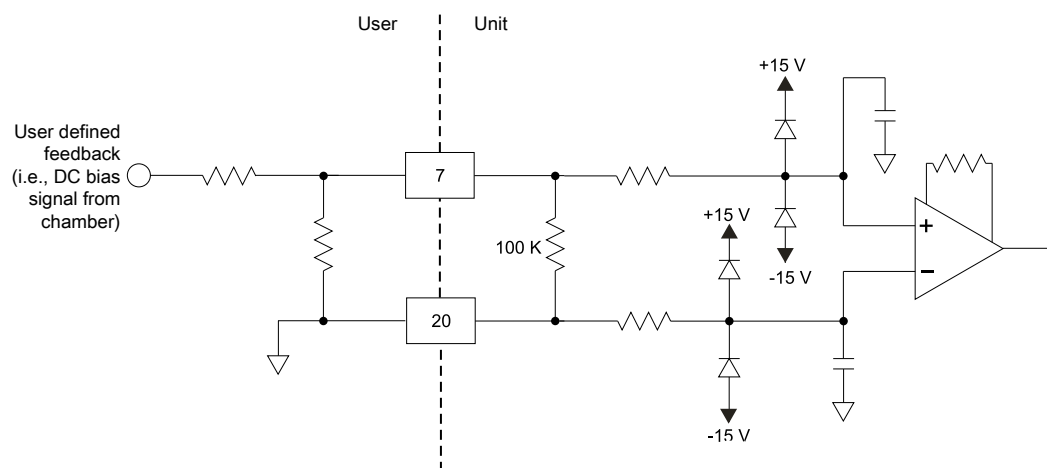 User
Unit
+15 V
User defined
feedback
(i.e., DC bias
signal from
chamber)
7
+15 V
100 K
-15 V
+
–
20
-15 V